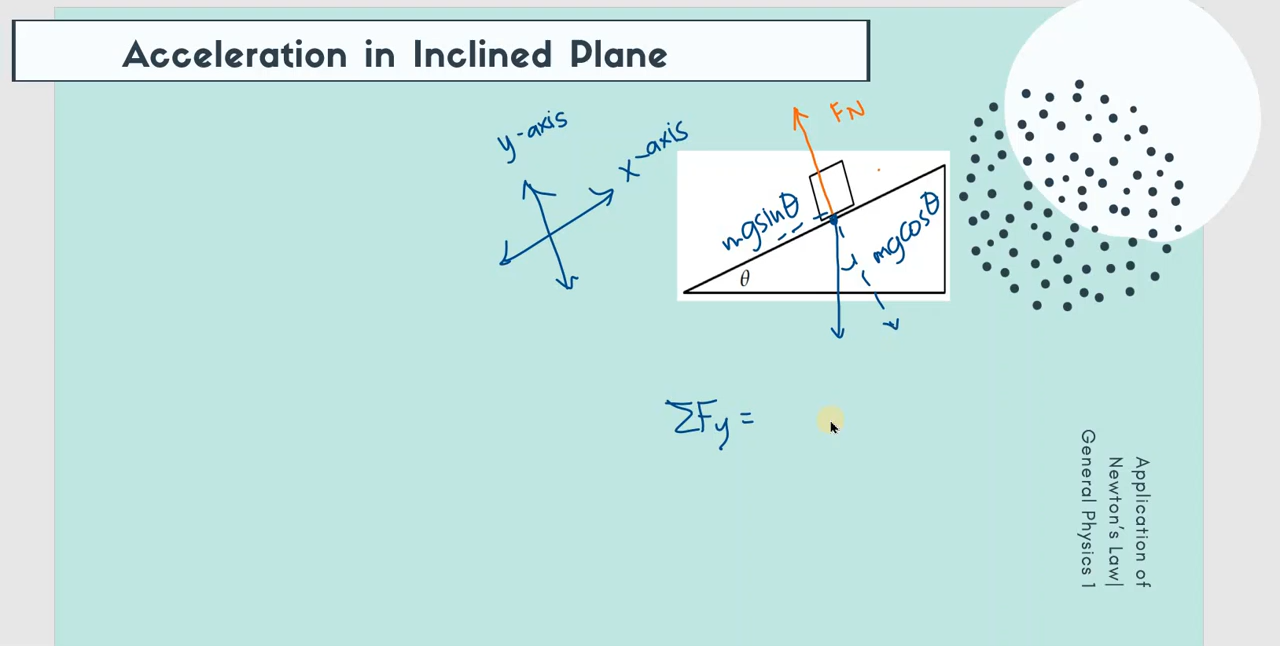 Acceleration in Inclined Plane
y-axis
x-axis
FN
mgsinθ
mgcosθ
θ
ΣFy =
Application of
Newton's Law|
General Physics 1